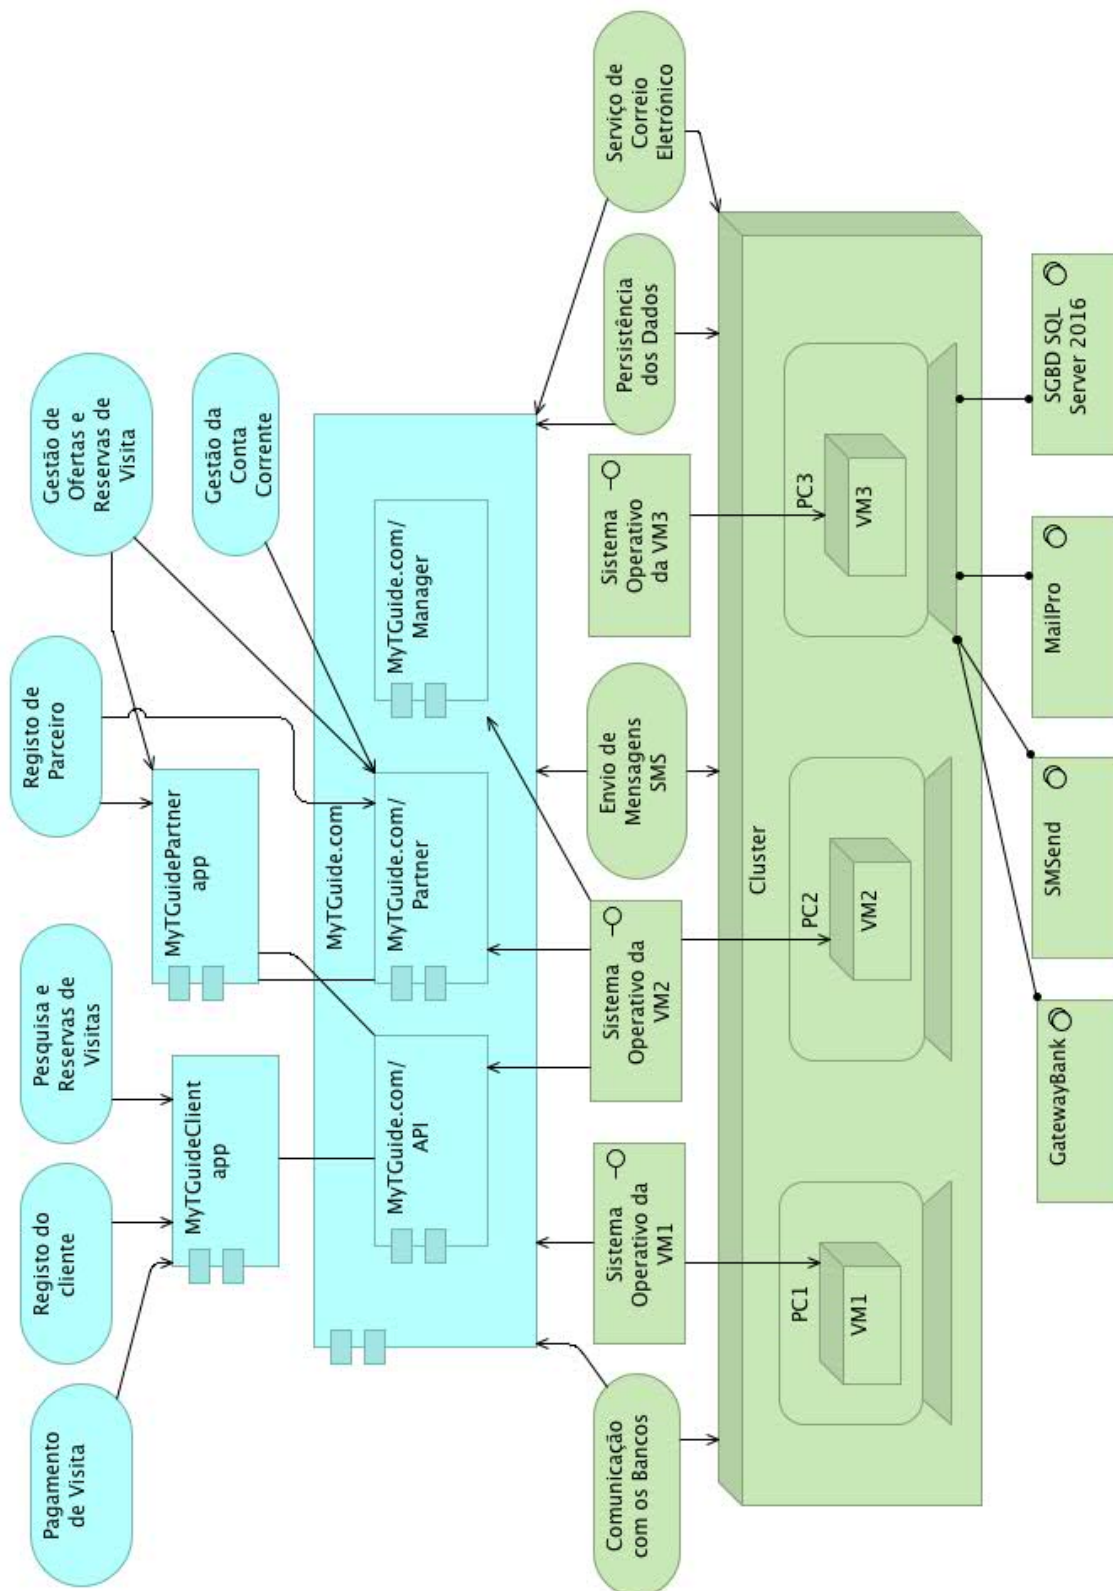 Pagamento
de Visita
Registo do
cliente
Pesquisa e
Reservas de
Visitas
Registo de
Parceiro
Gestão de
Ofertas e
Reservas de
Visita
Gestão da
Conta
Corrente
MyTGuideClient
app
MyTGuidePartner
app
MyTGuide.com
MyTGuide.com/
API
MyTGuide.com/
Partner
MyTGuide.com/
Manager
Comunicação
com os Bancos
Sistema
Operativo da
VM1
Sistema
Operativo da
VM2
Envio de
Mensagens
SMS
Sistema
Operativo
da VM3
Persistência
dos Dados
Serviço de
Correio
Eletrónico
Cluster
PC1
VM1
PC2
VM2
PC3
VM3
GatewayBank
SMSend
MailPro
SGBD SQL
Server 2016